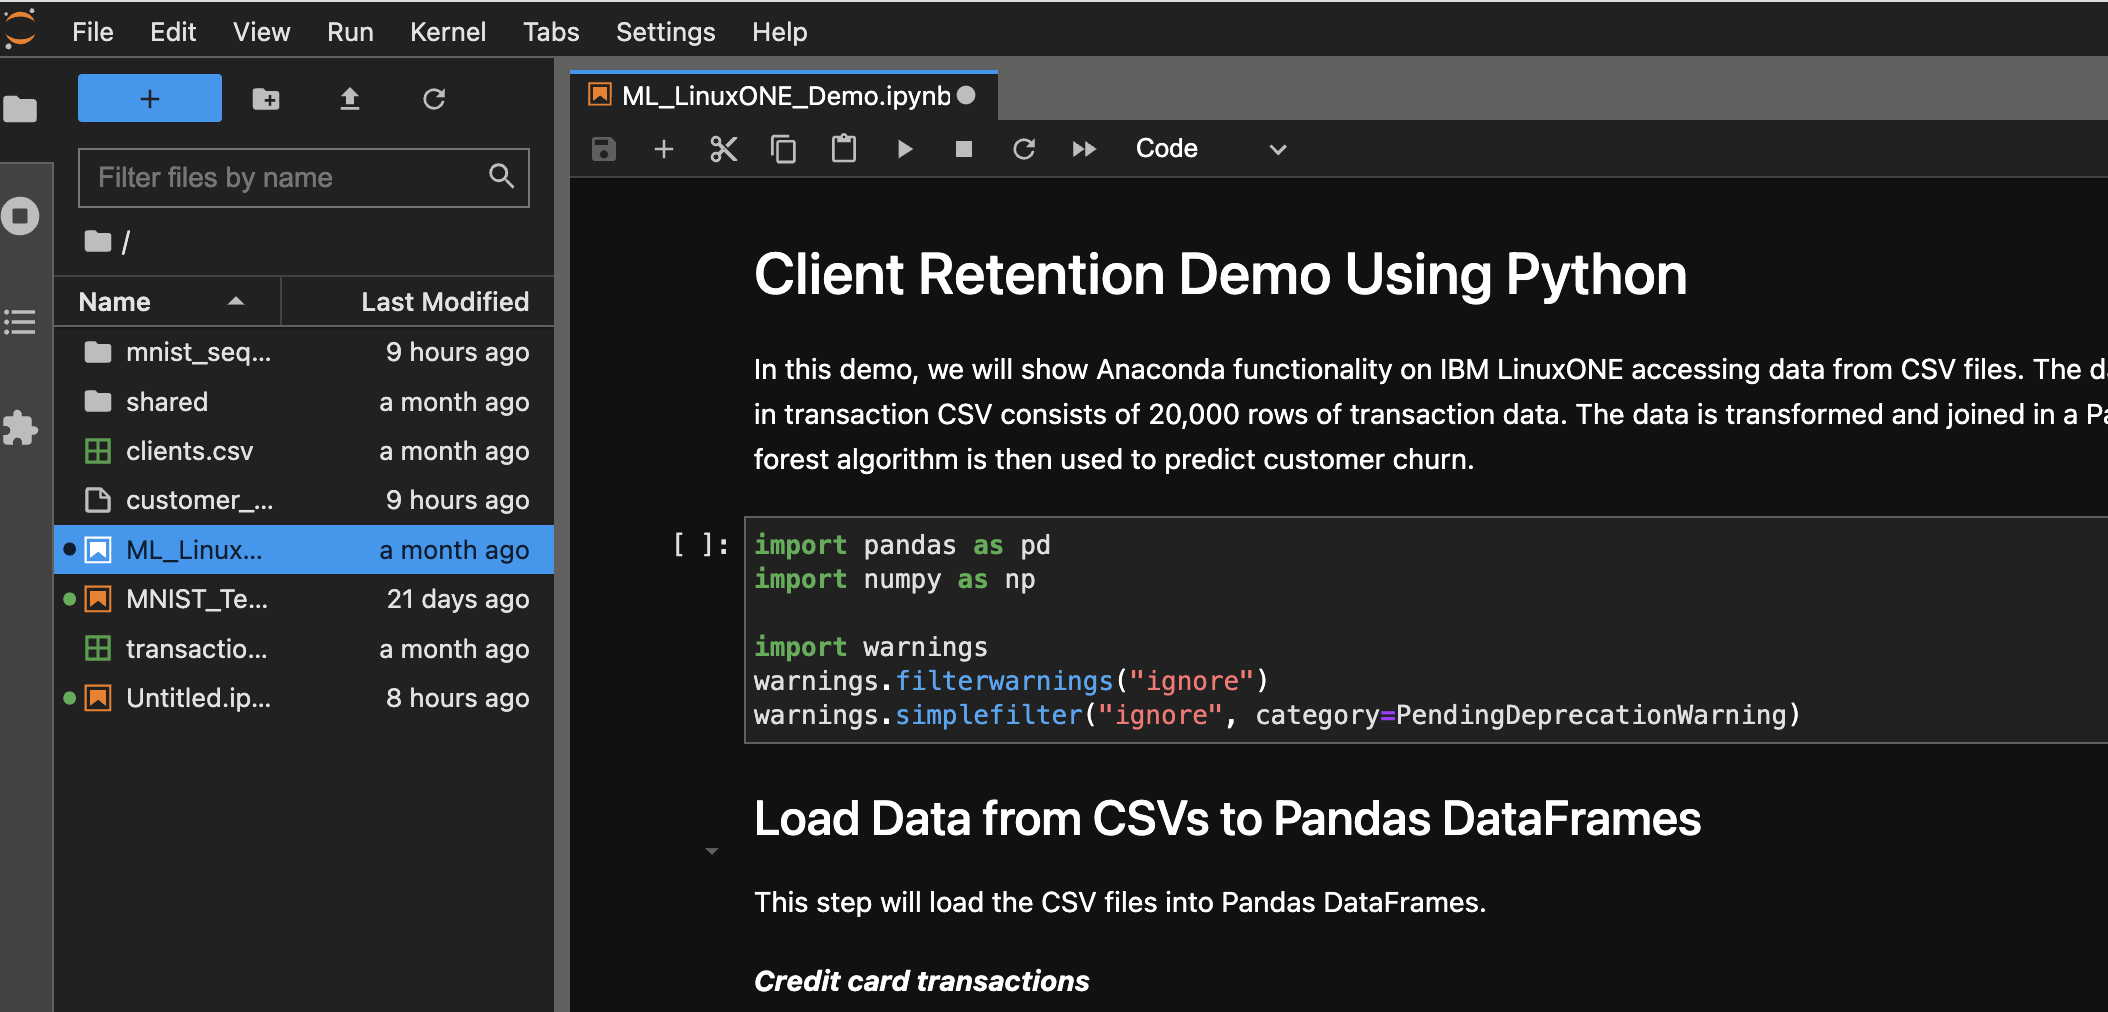 File Edit View Run Kernel Tabs Settings Help
Filter files by name
/
Name Last Modified
mnist_seq... 9 hours ago
shared a month ago
clients.csv a month ago
customer_... 9 hours ago
ML_Linux... a month ago
MNIST_Te... 21 days ago
transactio... a month ago
Untitled.ip... 8 hours ago
ML_LinuxONE_Demo.ipynb
Code
Client Retention Demo Using Python
In this demo, we will show Anaconda functionality on IBM LinuxONE accessing data from CSV files. The
in transaction CSV consists of 20,000 rows of transaction data. The data is transformed and joined in a
forest algorithm is then used to predict customer churn.
[ ]:
import pandas as pd
import numpy as np
import warnings
warnings.filterwarnings("ignore")
warnings.simplefilter("ignore", category=PendingDeprecationWarning)
Load Data from CSVs to Pandas DataFrames
This step will load the CSV files into Pandas DataFrames.
Credit card transactions